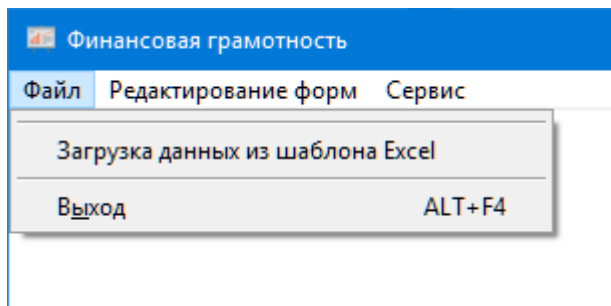 Финансовая грамотность
Файл Редактирование форм Сервис
Загрузка данных из шаблона Excel
Выход ALT+F4